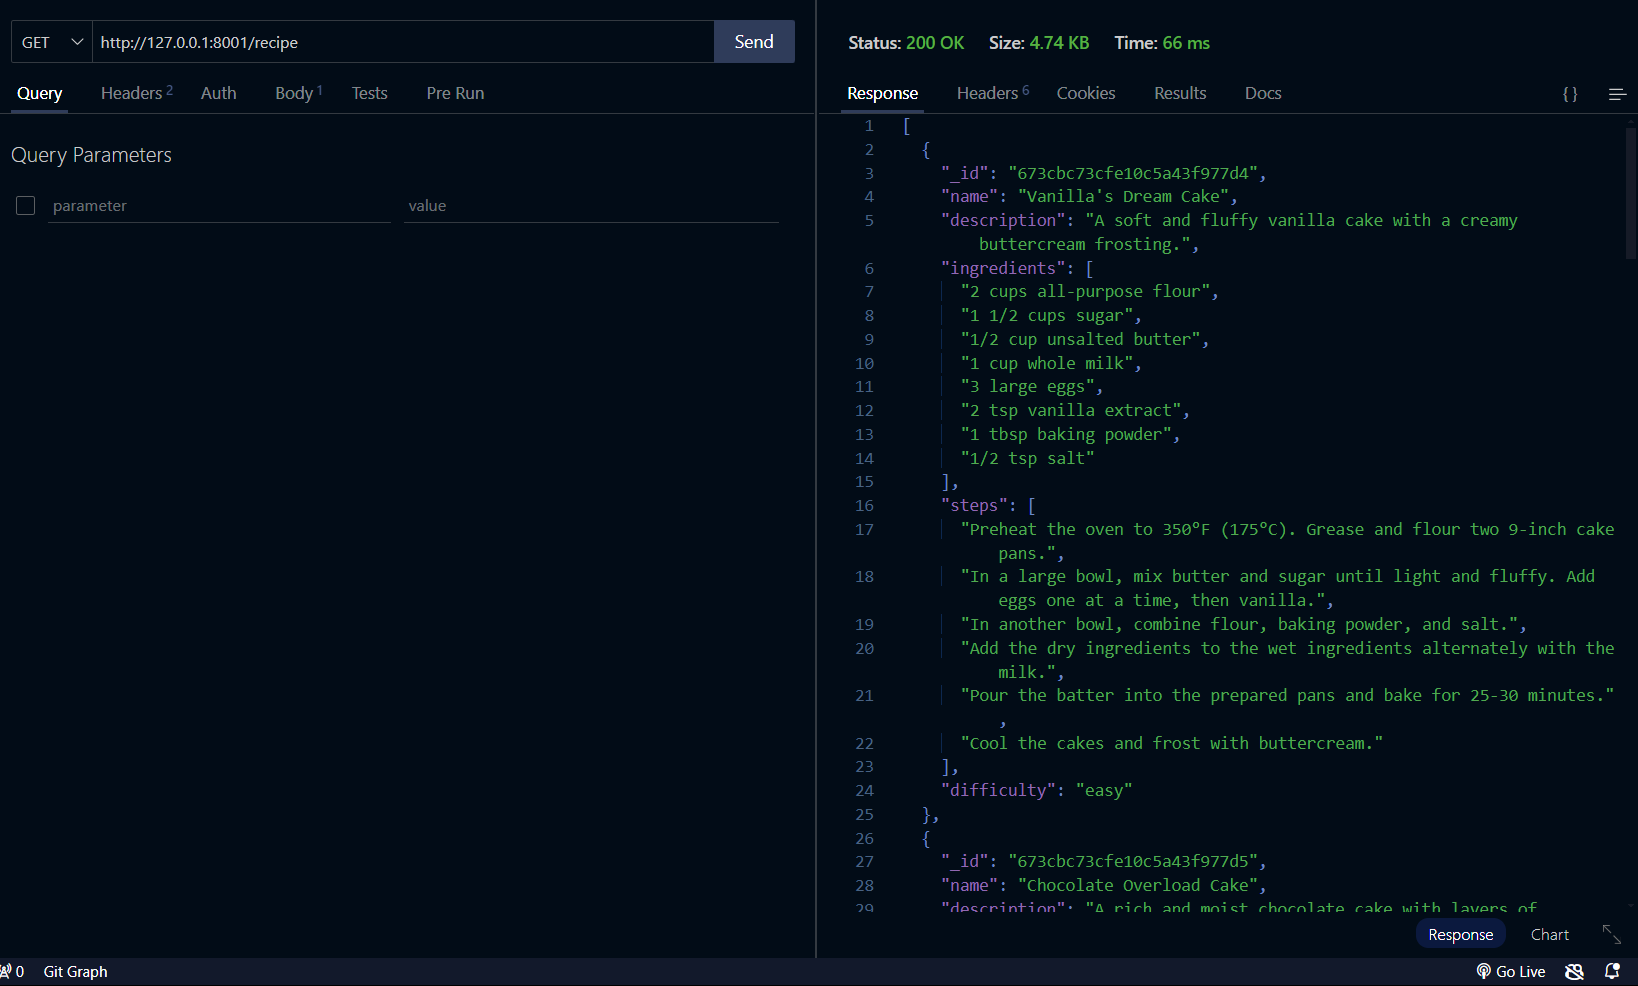 GET http://127.0.0.1:8001/recipe Send
Query Headers 2 Auth Body 1 Tests Pre Run
Query Parameters
parameter value
Status: 200 OK Size: 4.74 KB Time: 66 ms
Response Headers 6 Cookies Results Docs {}
1 [
2 {
3 "_id": "673cbc73cfe10c5a43f977d4",
4 "name": "Vanilla's Dream Cake",
5 "description": "A soft and fluffy vanilla cake with a creamy
buttercream frosting.",
6 "ingredients": [
7 "2 cups all-purpose flour",
8 "1 1/2 cups sugar",
9 "1/2 cup unsalted butter",
10 "1 cup whole milk",
11 "3 large eggs",
12 "2 tsp vanilla extract",
13 "1 tbsp baking powder",
14 "1/2 tsp salt"
15 ],
16 "steps": [
17 "Preheat the oven to 350°F (175°C). Grease and flour two 9-inch cake
pans.",
18 "In a large bowl, mix butter and sugar until light and fluffy. Add
eggs one at a time, then vanilla.",
19 "In another bowl, combine flour, baking powder, and salt.",
20 "Add the dry ingredients to the wet ingredients alternately with the
milk.",
21 "Pour the batter into the prepared pans and bake for 25-30 minutes."
,
22 "Cool the cakes and frost with buttercream."
23 ],
24 "difficulty": "easy"
25 },
26 {
27 "_id": "673cbc73cfe10c5a43f977d5",
28 "name": "Chocolate Overload Cake",
29 "description": "A rich and moist chocolate cake with layers of
Response Chart
0 Git Graph Go Live